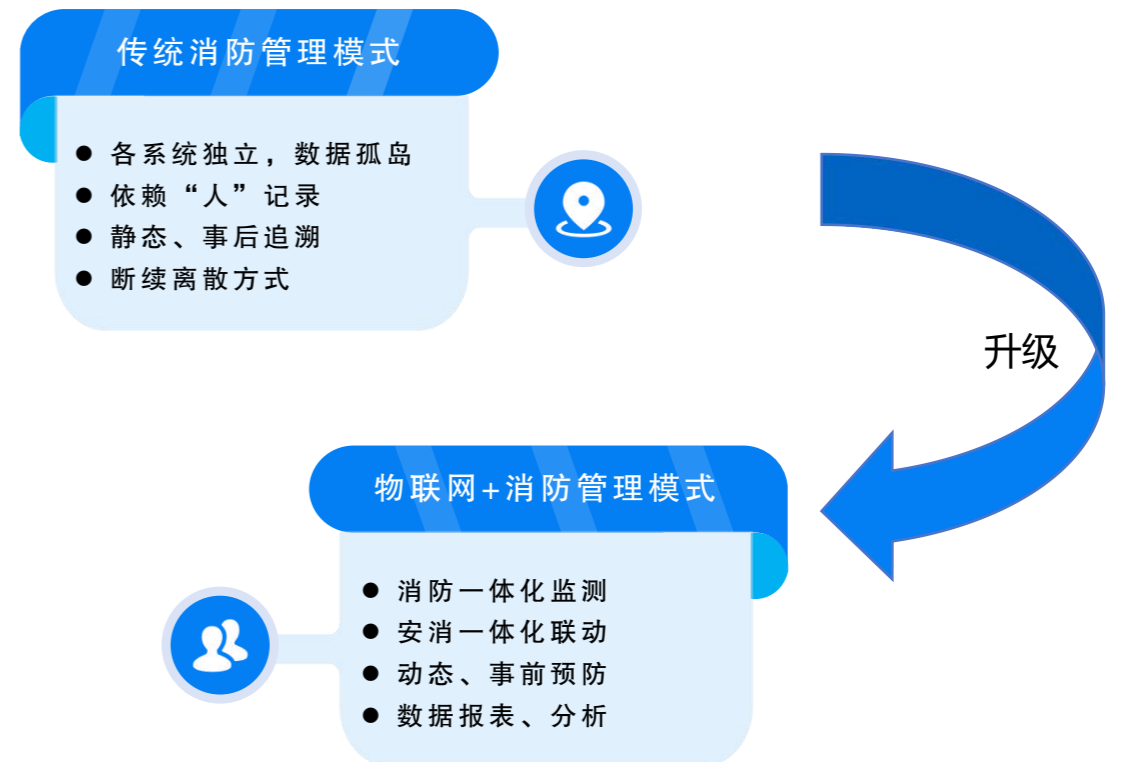 传统消防管理模式
● 各系统独立，数据孤岛
● 依赖“人”记录
● 静态、事后追溯
● 断续离散方式
升级
物联网+消防管理模式
● 消防一体化监测
● 安消一体化联动
● 动态、事前预防
● 数据报表、分析